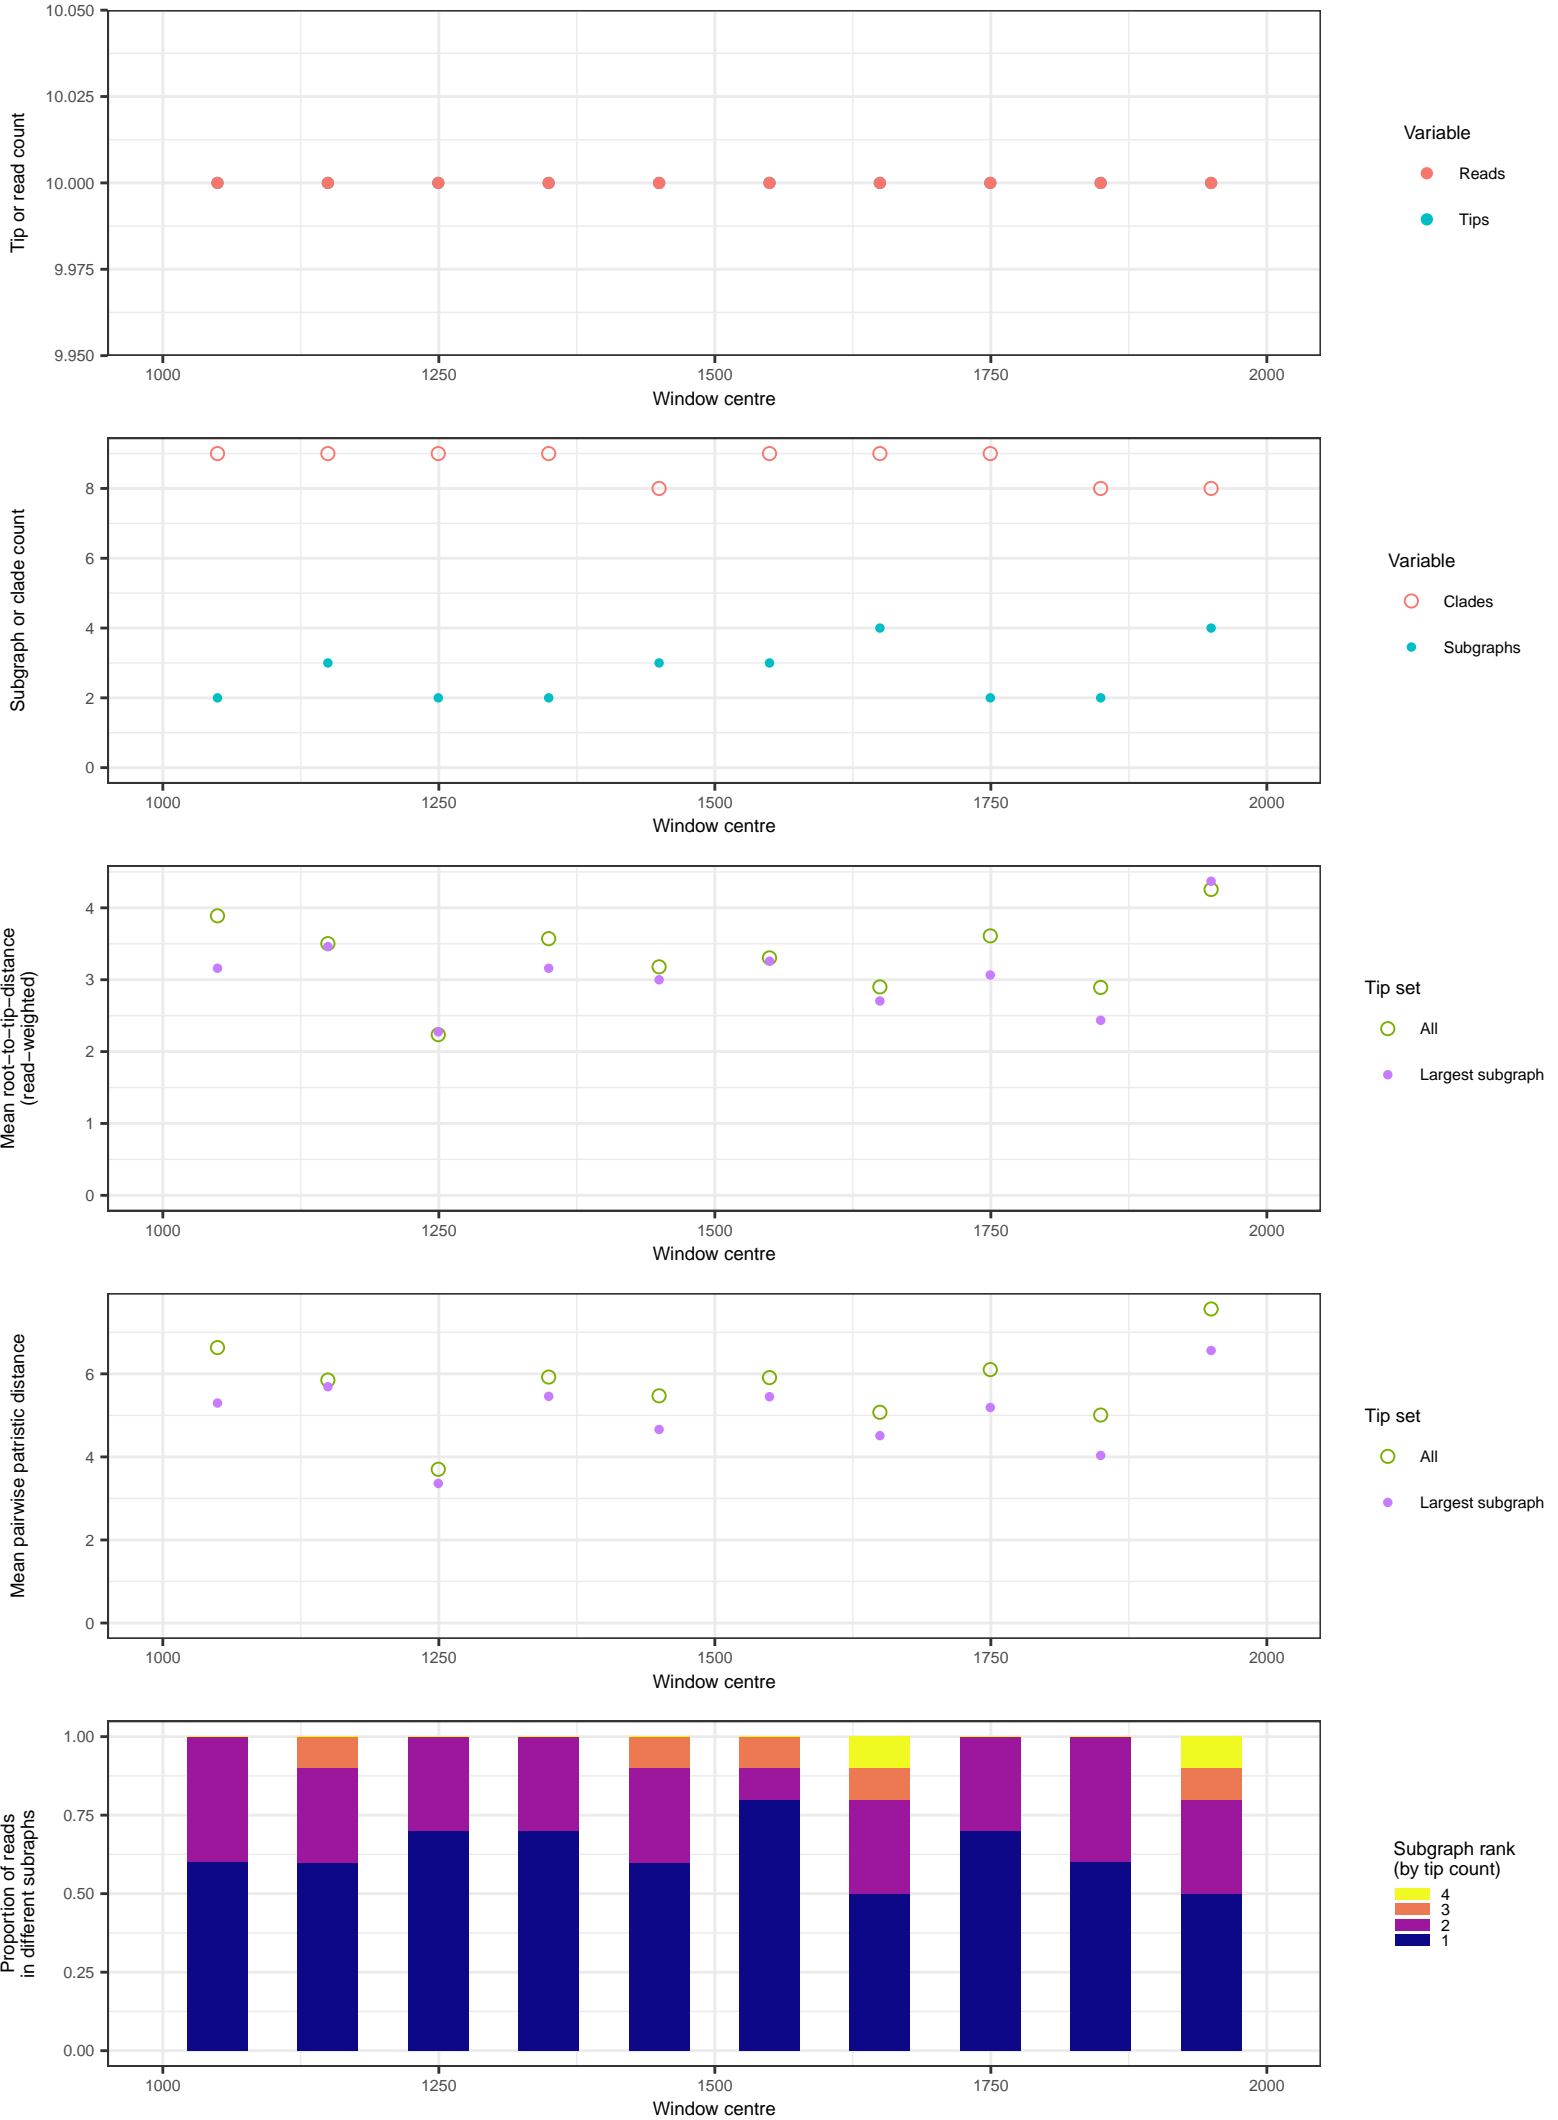 10.050
10.025
10.000
9.975
9.950
Tip or read count
1000 1250 1500 1750 2000
Window centre
Variable
Reads
Tips
8
6
4
2
0
Subgraph or clade count
1000 1250 1500 1750 2000
Window centre
Variable
Clades
Subgraphs
4
3
2
1
0
Mean root−to−tip−distance
(read−weighted)
1000 1250 1500 1750 2000
Window centre
Tip set
All
Largest subgraph
6
4
2
0
Mean pairwise patristic distance
1000 1250 1500 1750 2000
Window centre
Tip set
All
Largest subgraph
1.00
0.75
0.50
0.25
0.00
Proportion of reads
in different subraphs
1000 1250 1500 1750 2000
Window centre
Subgraph rank
(by tip count)
4
3
2
1